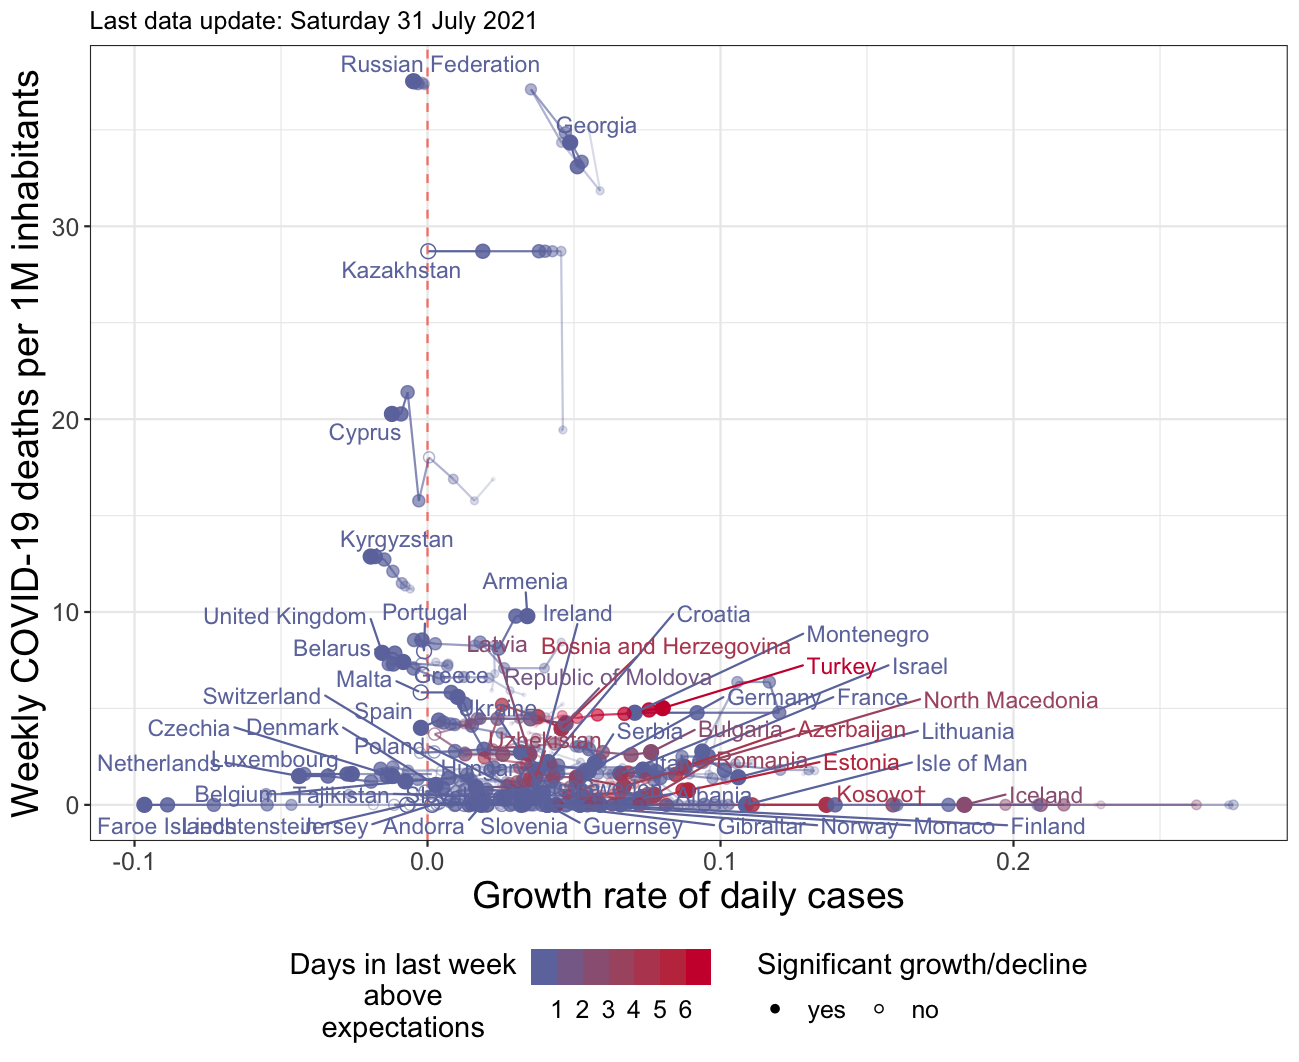 Last data update: Saturday 31 July 2021
Weekly COVID-19 deaths per 1M inhabitants
Russian Federation
Georgia
30
Kazakhstan
20
Cyprus
Kyrgyzstan
Armenia
10
United Kingdom
Portugal
Ireland
Croatia
Montenegro
Belarus
Latvia
Bosnia and Herzegovina
Turkey
Israel
Malta
Greece
Republic of Moldova
Switzerland
Germany
France
North Macedonia
Spain
Ukraine
Czechia
Denmark
Serbia
Bulgaria
Azerbaijan
Lithuania
Poland
Uzbekistan
Netherlands
Luxembourg
Hungary
Romania
Estonia
Isle of Man
Belgium
Tajikistan
Sweden
Albania
Kosovo†
Iceland
0
Faroe Islands
Liechtenstein
Jersey
Andorra
Slovenia
Guernsey
Gibraltar
Norway
Monaco
Finland
-0.1
0.0
0.1
0.2
Growth rate of daily cases
Days in last week
above
expectations
1 2 3 4 5 6
Significant growth/decline
yes
no